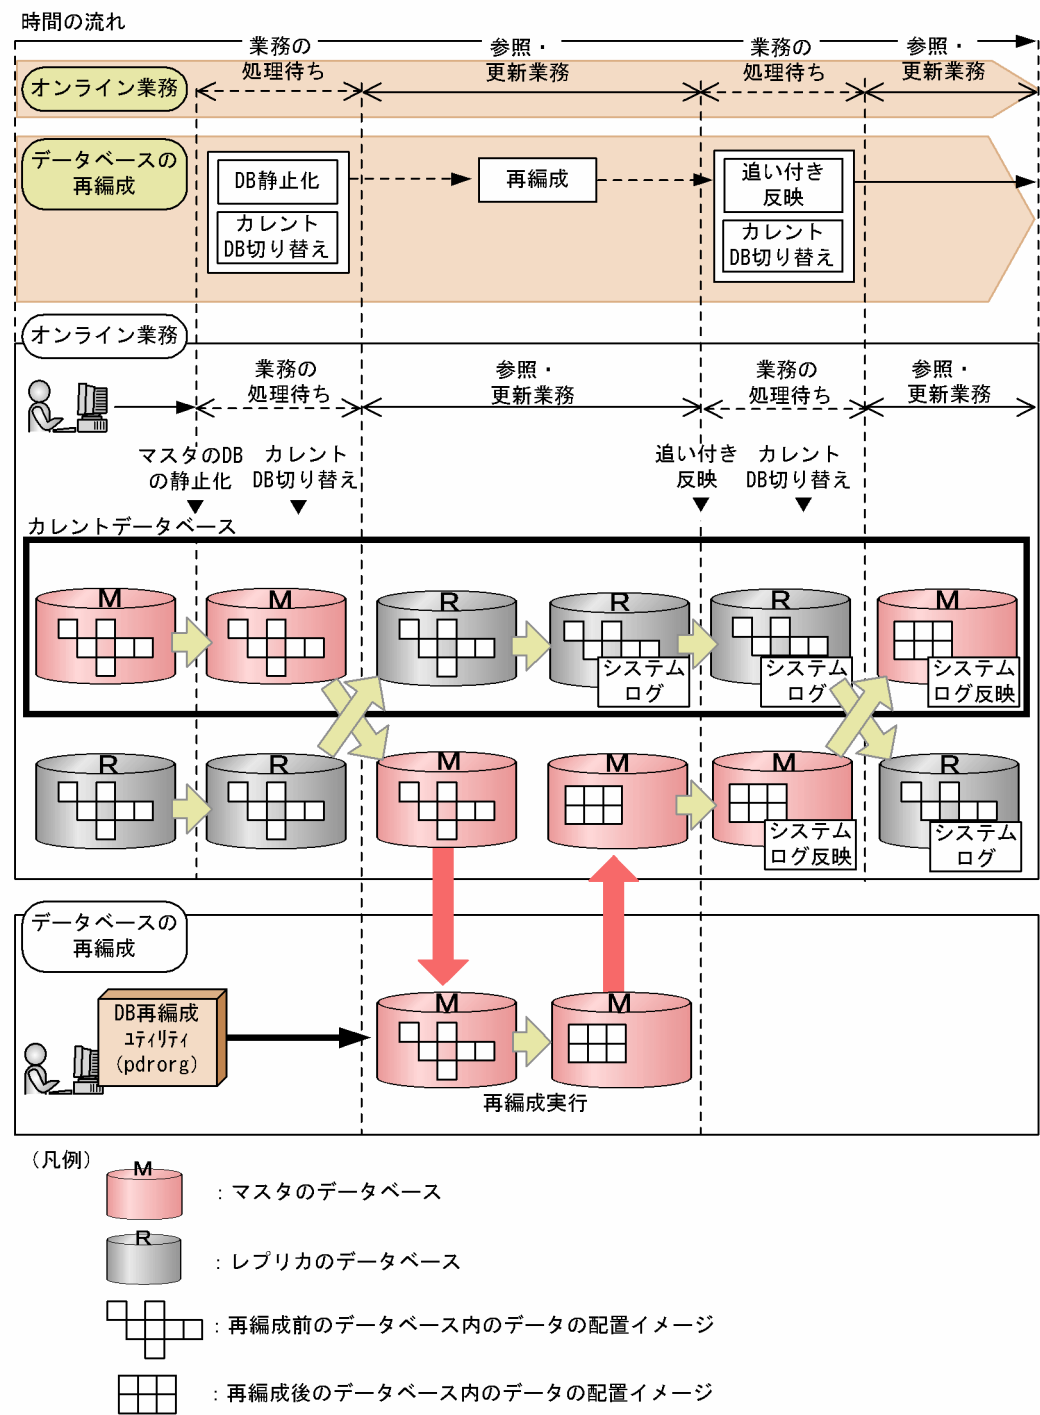 時間の流れ
業務の
処理待ち
参照・
更新業務
業務の
処理待ち
参照・
更新業務
オンライン業務
データベースの
再編成
DB静止化
カレント
DB切り替え
再編成
追い付き
反映
カレント
DB切り替え
オンライン業務
業務の
処理待ち
参照・
更新業務
業務の
処理待ち
参照・
更新業務
マスタのDB
の静止化
カレント
DB切り替え
追い付き
反映
カレント
DB切り替え
カレントデータベース
M
M
R
R
システム
ログ
R
システム
ログ
M
システム
ログ反映
R
R
M
M
M
システム
ログ反映
R
システム
ログ
データベースの
再編成
DB再編成
ユティリティ
(pdrorg)
M
M
再編成実行
(凡例)
M
:マスタのデータベース
R
:レプリカのデータベース
:再編成前のデータベース内のデータの配置イメージ
:再編成後のデータベース内のデータの配置イメージ